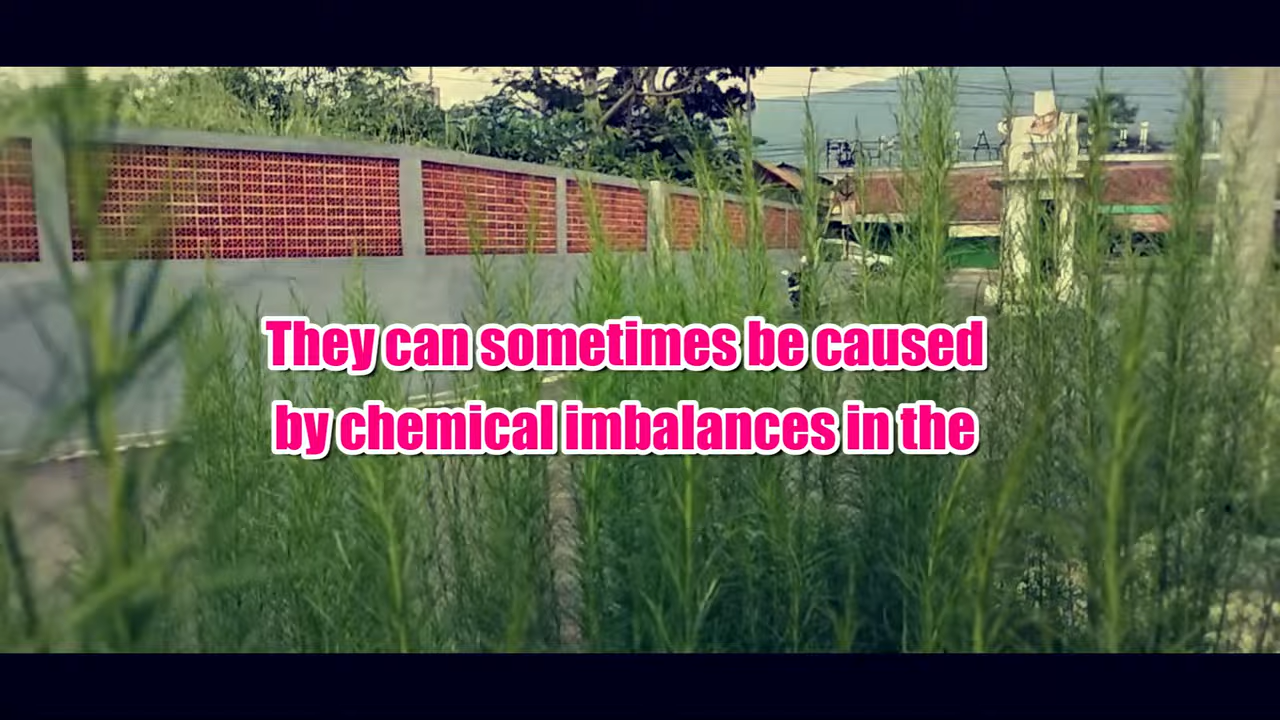 They can sometimes be caused
by chemical imbalances in the